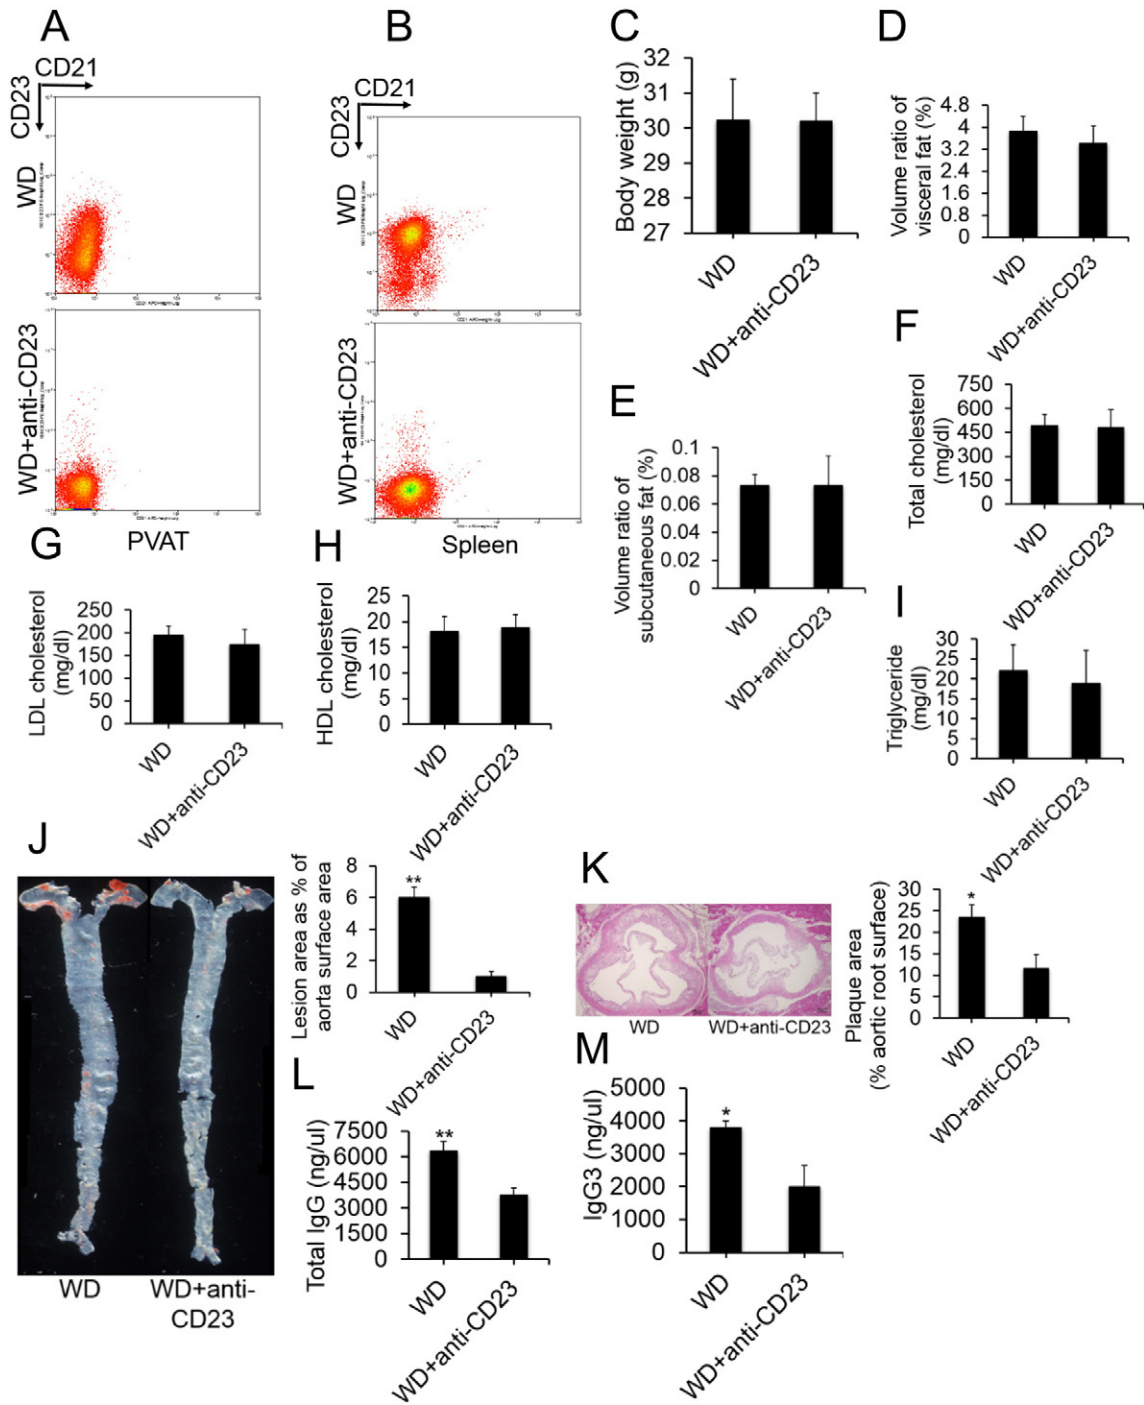 A
CD21
CD23
WD
WD+anti-CD23
PVAT
B
CD21
CD23
WD
WD+anti-CD23
Spleen
C
Body weight (g)
32
31
30
29
28
27
WD
WD+anti-CD23
D
Volume ratio of
visceral fat (%)
4.8
4
3.2
2.4
1.6
0.8
0
WD
WD+anti-CD23
E
Volume ratio of
subcutaneous fat (%)
0.1
0.08
0.06
0.04
0.02
0
WD
WD+anti-CD23
F
Total cholesterol
(mg/dl)
750
600
450
300
150
0
WD
WD+anti-CD23
G
LDL cholesterol
(mg/dl)
250
200
150
100
50
0
WD
WD+anti-CD23
H
HDL cholesterol
(mg/dl)
25
20
15
10
5
0
WD
WD+anti-CD23
I
Triglyceride
(mg/dl)
30
25
20
15
10
5
0
WD
WD+anti-CD23
J
WD
WD+anti-
CD23
Lesion area as % of
aorta surface area
8
6
4
2
0
**
WD
WD+anti-CD23
K
WD
WD+anti-CD23
Plaque area
(% aortic root surface)
30
25
20
15
10
5
0
*
WD
WD+anti-CD23
L
Total IgG (ng/ul)
7500
6000
4500
3000
1500
0
**
WD
WD+anti-CD23
M
IgG3 (ng/ul)
5000
4000
3000
2000
1000
0
*
WD
WD+anti-CD23